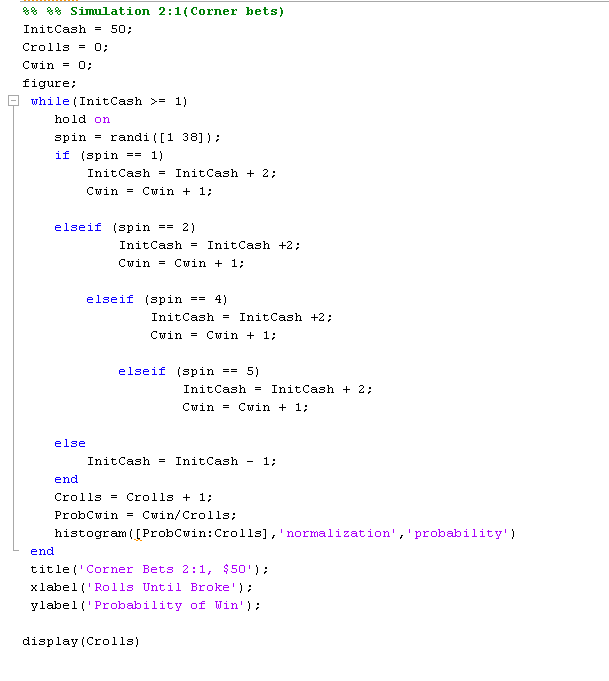 %% %% Simulation 2:1(Corner bets)
InitCash = 50;
Crolls = 0;
Cwin = 0;
figure;
while(InitCash >= 1)
hold on
spin = randi([1 38]);
if (spin == 1)
InitCash = InitCash + 2;
Cwin = Cwin + 1;
elseif (spin == 2)
InitCash = InitCash +2;
Cwin = Cwin + 1;
elseif (spin == 4)
InitCash = InitCash +2;
Cwin = Cwin + 1;
elseif (spin == 5)
InitCash = InitCash + 2;
Cwin = Cwin + 1;
else
InitCash = InitCash - 1;
end
Crolls = Crolls + 1;
ProbCwin = Cwin/Crolls;
histogram([ProbCwin:Crolls],'normalization','probability')
end
title('Corner Bets 2:1, $50');
xlabel('Rolls Until Broke');
ylabel('Probability of Win');
display(Crolls)